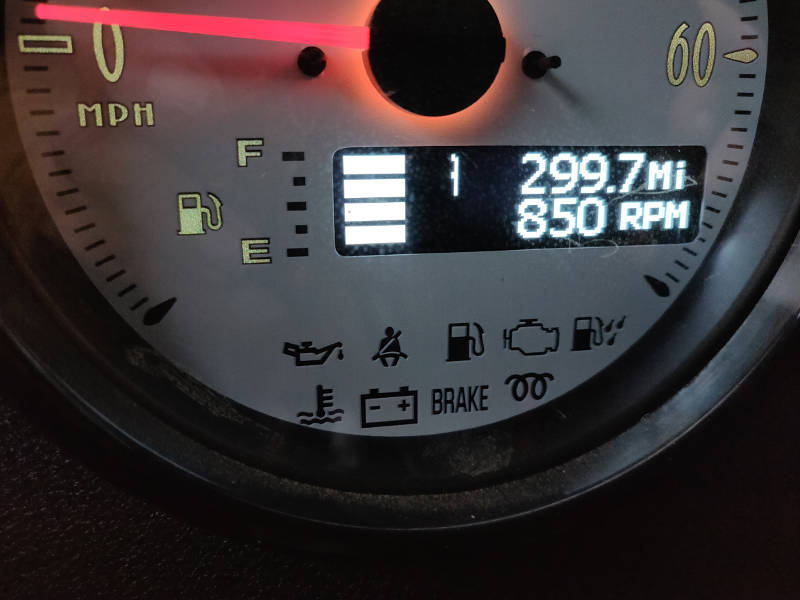 0 60
MPH
F
1 299.7 Mi
850 RPM
E
- +
BRAKE